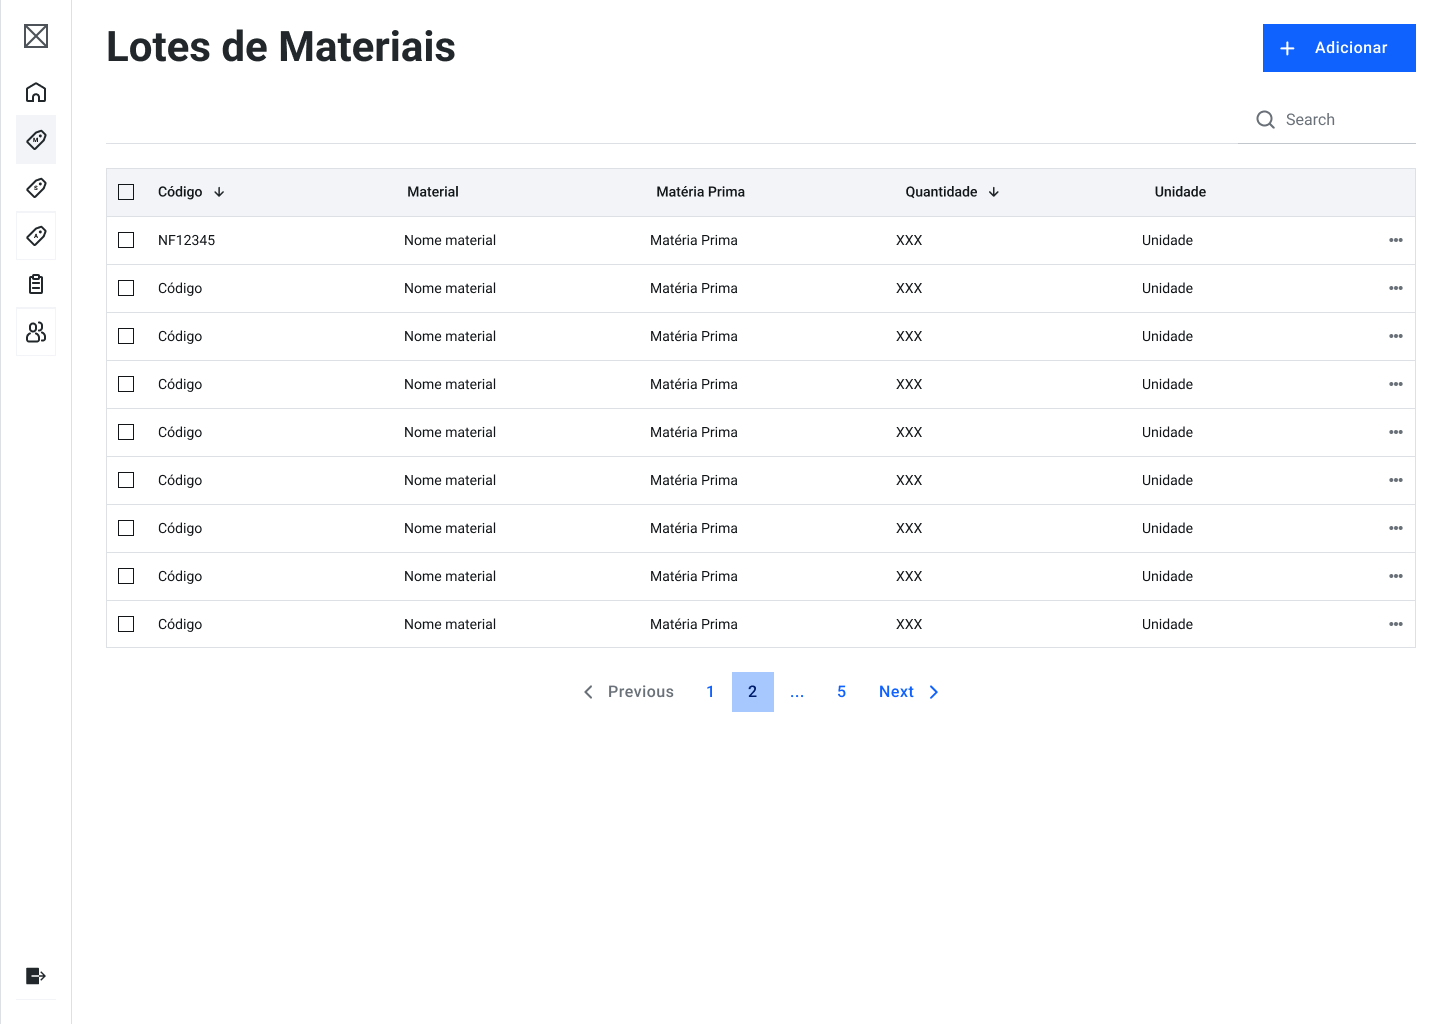 Lotes de Materiais
Adicionar
Search
Código Material Matéria Prima Quantidade Unidade
NF12345 Nome material Matéria Prima XXX Unidade
Código Nome material Matéria Prima XXX Unidade
Código Nome material Matéria Prima XXX Unidade
Código Nome material Matéria Prima XXX Unidade
Código Nome material Matéria Prima XXX Unidade
Código Nome material Matéria Prima XXX Unidade
Código Nome material Matéria Prima XXX Unidade
Código Nome material Matéria Prima XXX Unidade
Código Nome material Matéria Prima XXX Unidade
Previous 1 2 ... 5 Next